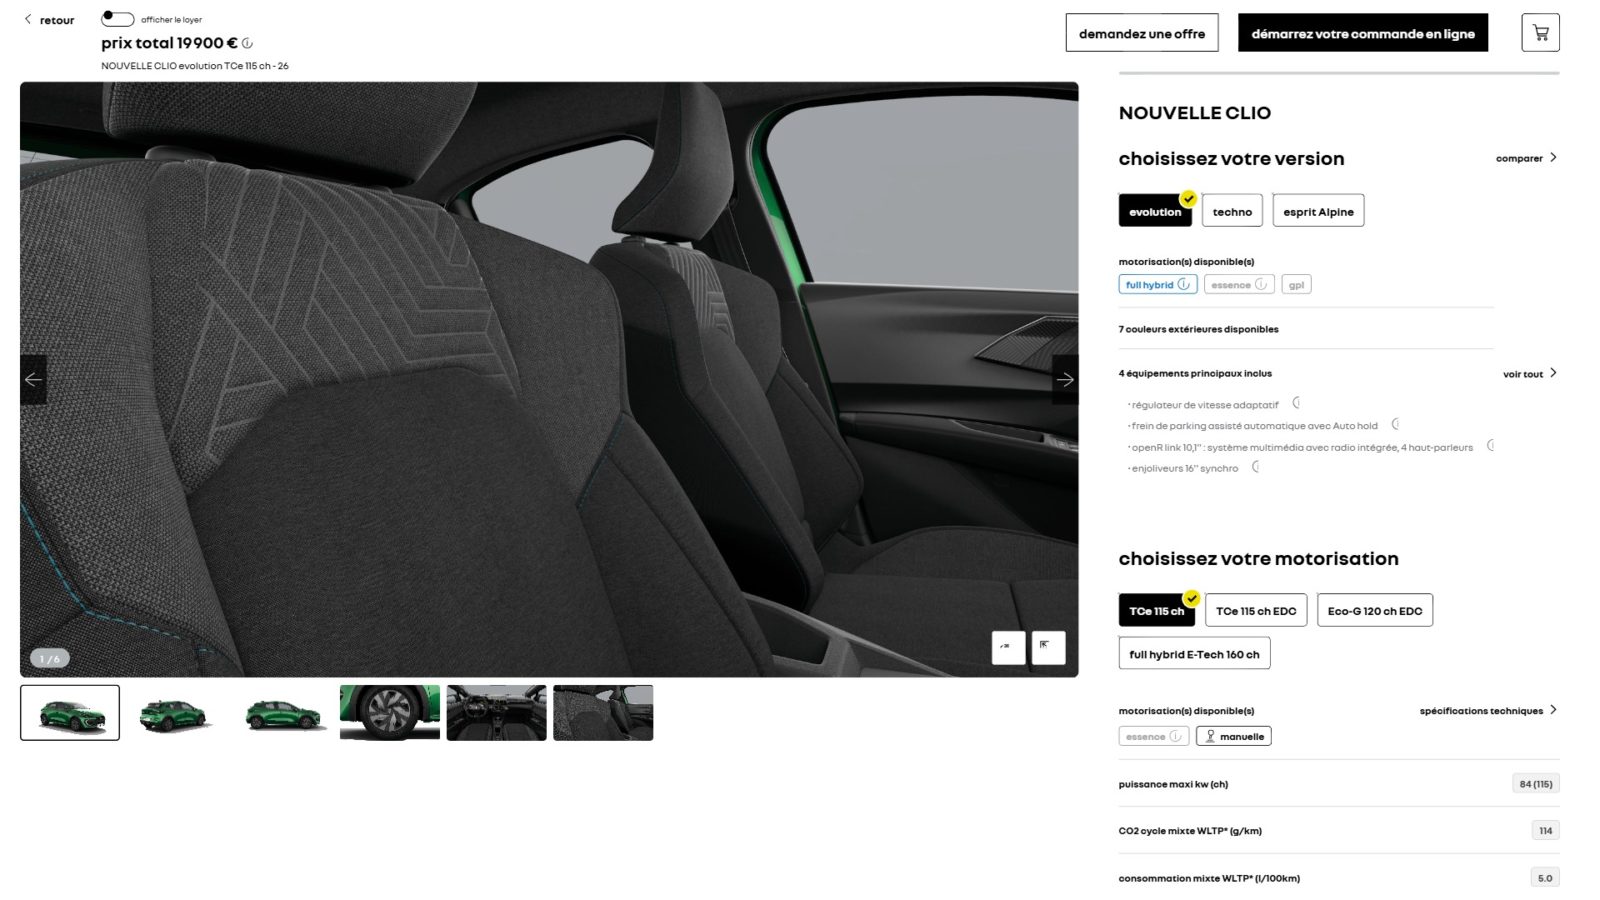 retour
afficher le loyer
prix total 19 900 €
NOUVELLE CLIO evolution TCe 115 ch - 26
demandez une offre
démarrez votre commande en ligne
1 / 6
NOUVELLE CLIO
choisissez votre version
comparer
evolution
techno
esprit Alpine
motorisation(s) disponible(s)
full hybrid
essence
gpl
7 couleurs extérieures disponibles
4 équipements principaux inclus
voir tout
• régulateur de vitesse adaptatif
• frein de parking assisté automatique avec Auto hold
• openR link 10,1'' : système multimédia avec radio intégrée, 4 haut-parleurs
• enjoliveurs 16'' synchro
choisissez votre motorisation
TCe 115 ch
TCe 115 ch EDC
Eco-G 120 ch EDC
full hybrid E-Tech 160 ch
motorisation(s) disponible(s)
spécifications techniques
essence
manuelle
puissance maxi kw (ch)
84 (115)
CO2 cycle mixte WLTP* (g/km)
114
consommation mixte WLTP* (l/100km)
5.0